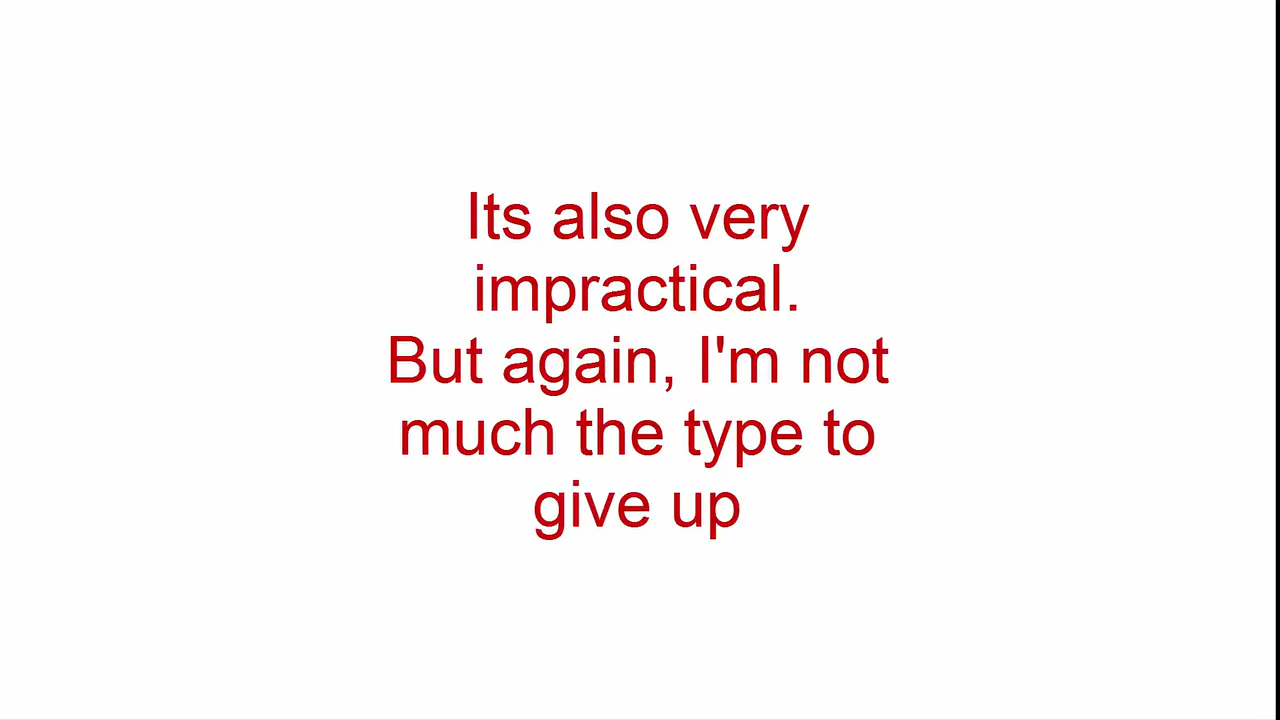 Its also very
impractical.
But again, I'm not
much the type to
give up